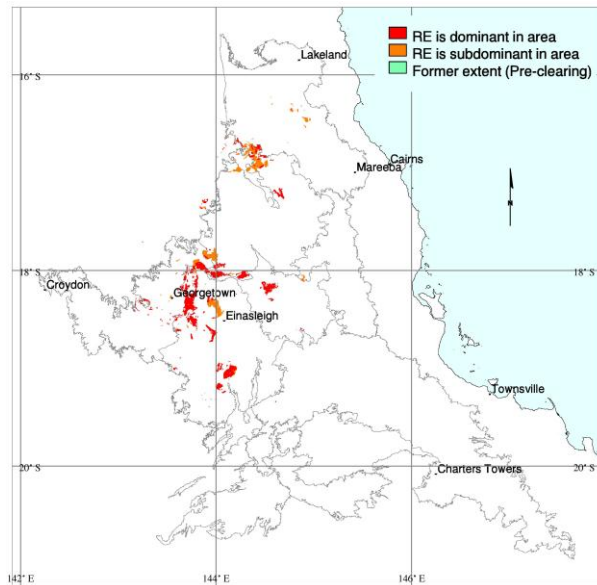 RE is dominant in area
RE is subdominant in area
Former extent (Pre-clearing)
Lakeland
16° S
Cairns
Mareeba
N
18° S
18° S
Croydon
Georgetown
Einasleigh
Townsville
Charters Towers
20° S
20° S
142° E
144° E
146° E